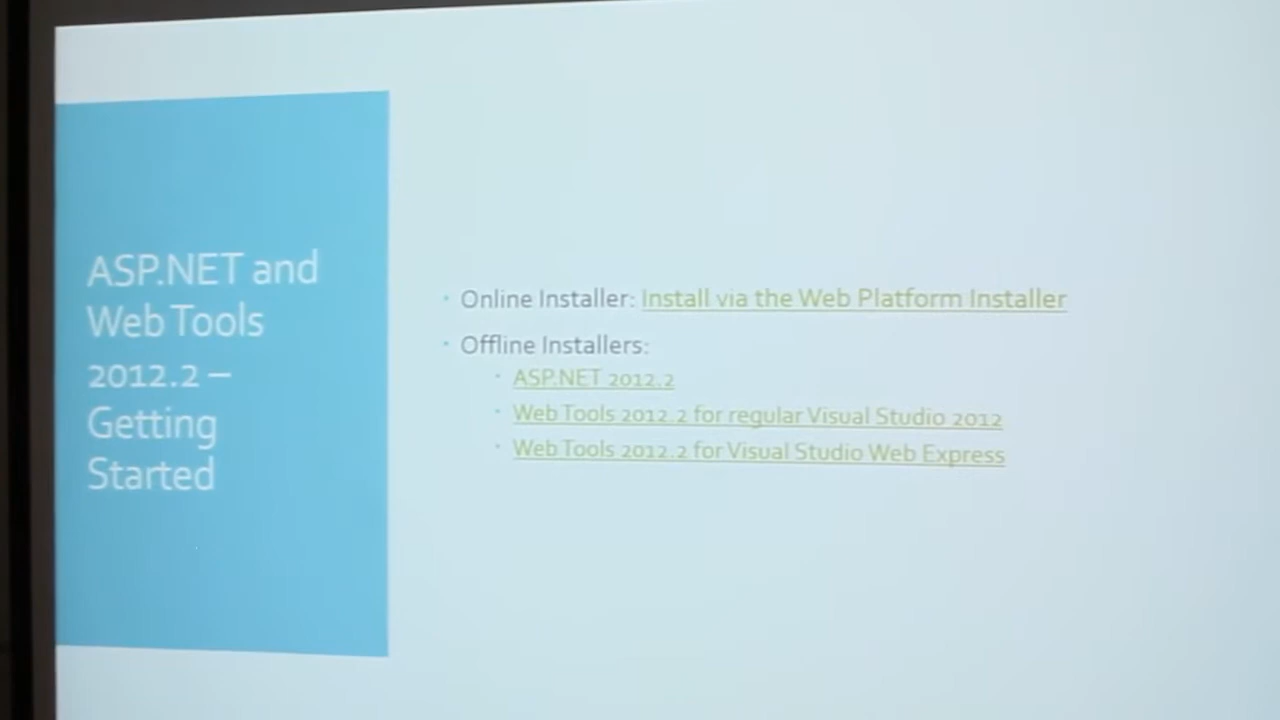 ASP.NET and
Web Tools
2012.2 –
Getting
Started
Online Installer: Install via the Web Platform Installer
Offline Installers:
ASP.NET 2012.2
Web Tools 2012.2 for regular Visual Studio 2012
Web Tools 2012.2 for Visual Studio Web Express